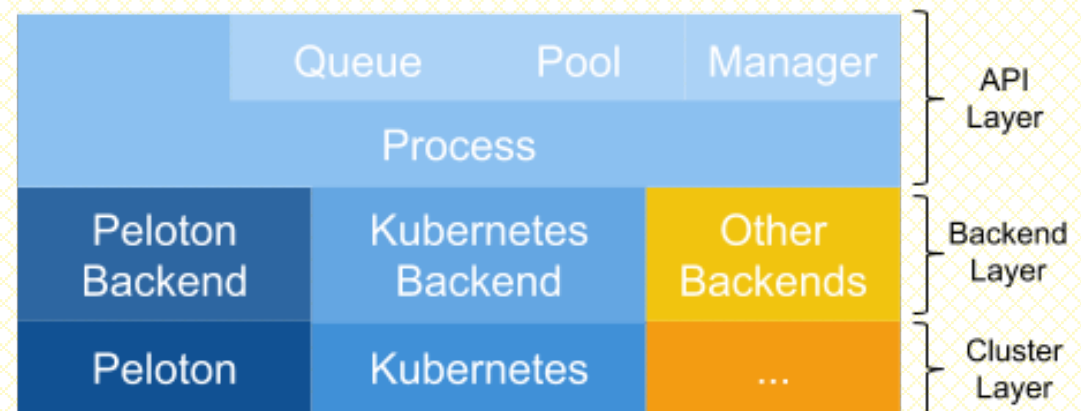 Queue Pool Manager
API
Layer
Process
Peloton
Backend
Kubernetes
Backend
Other
Backends
Backend
Layer
Peloton
Kubernetes
...
Cluster
Layer